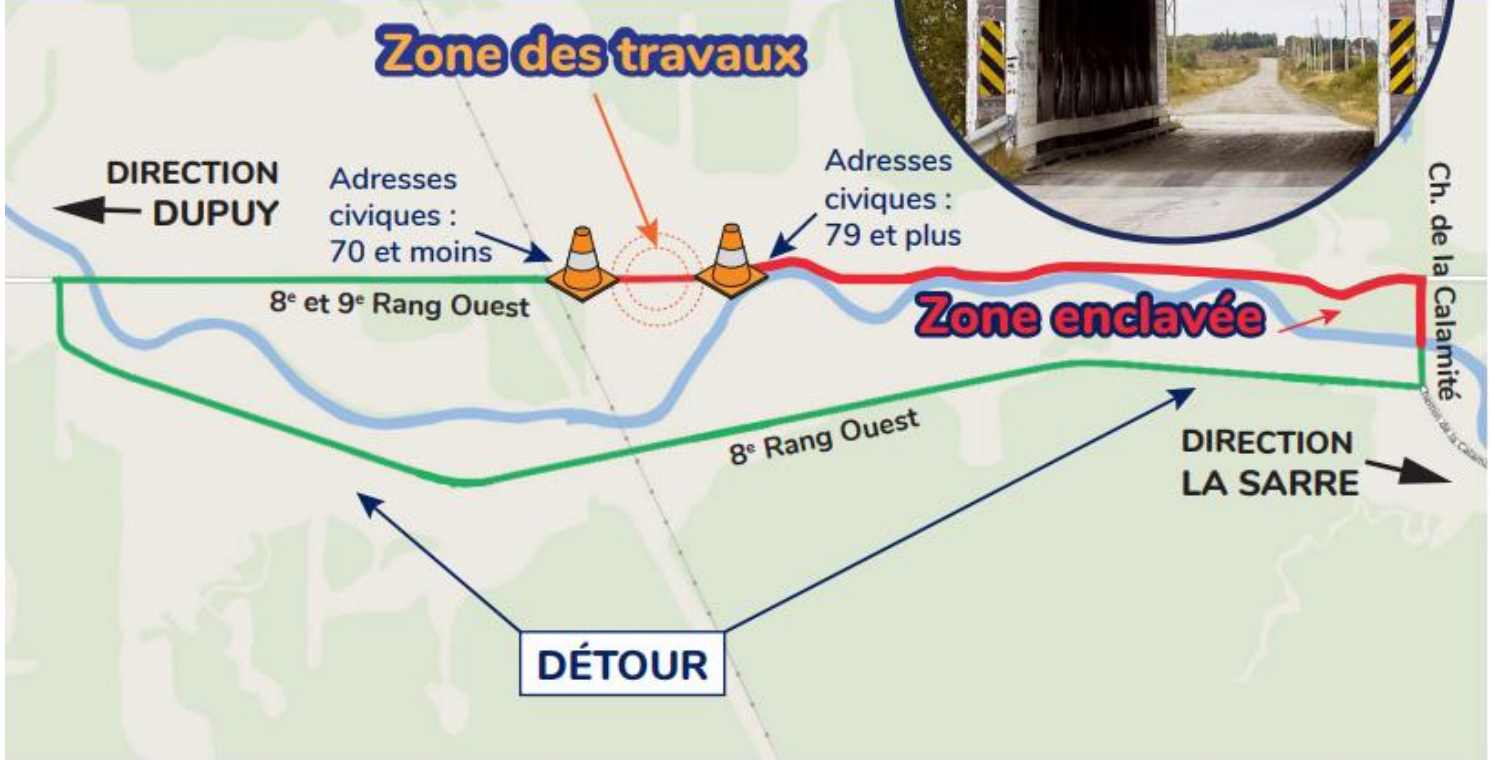 Zone des travaux
DIRECTION
DUPUY
Adresses
civiques :
70 et moins
Adresses
civiques :
79 et plus
Ch. de la Calamité
8e et 9e Rang Ouest
Zone enclavée
8e Rang Ouest
DIRECTION
LA SARRE
DÉTOUR